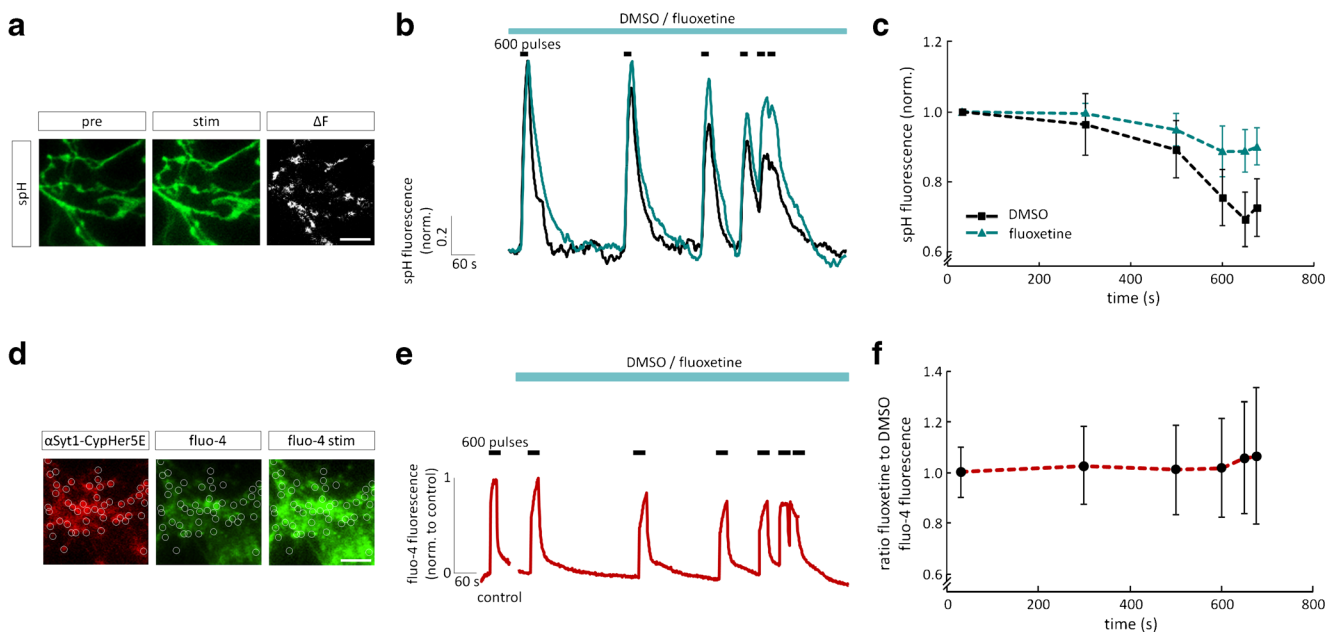 a
pre
stim
ΔF
spH
b
DMSO / fluoxetine
600 pulses
spH fluorescence
(norm.)
0.2
60 s
c
spH fluorescence (norm.)
1.2
1.0
0.8
0.6
DMSO
fluoxetine
0
200
400
600
800
time (s)
d
αSyt1-CypHer5E
fluo-4
fluo-4 stim
e
DMSO / fluoxetine
600 pulses
fluo-4 fluorescence
(norm. to control)
1
0
60 s
control
f
ratio fluoxetine to DMSO
fluo-4 fluorescence
1.4
1.2
1.0
0.8
0.6
0
200
400
600
800
time (s)